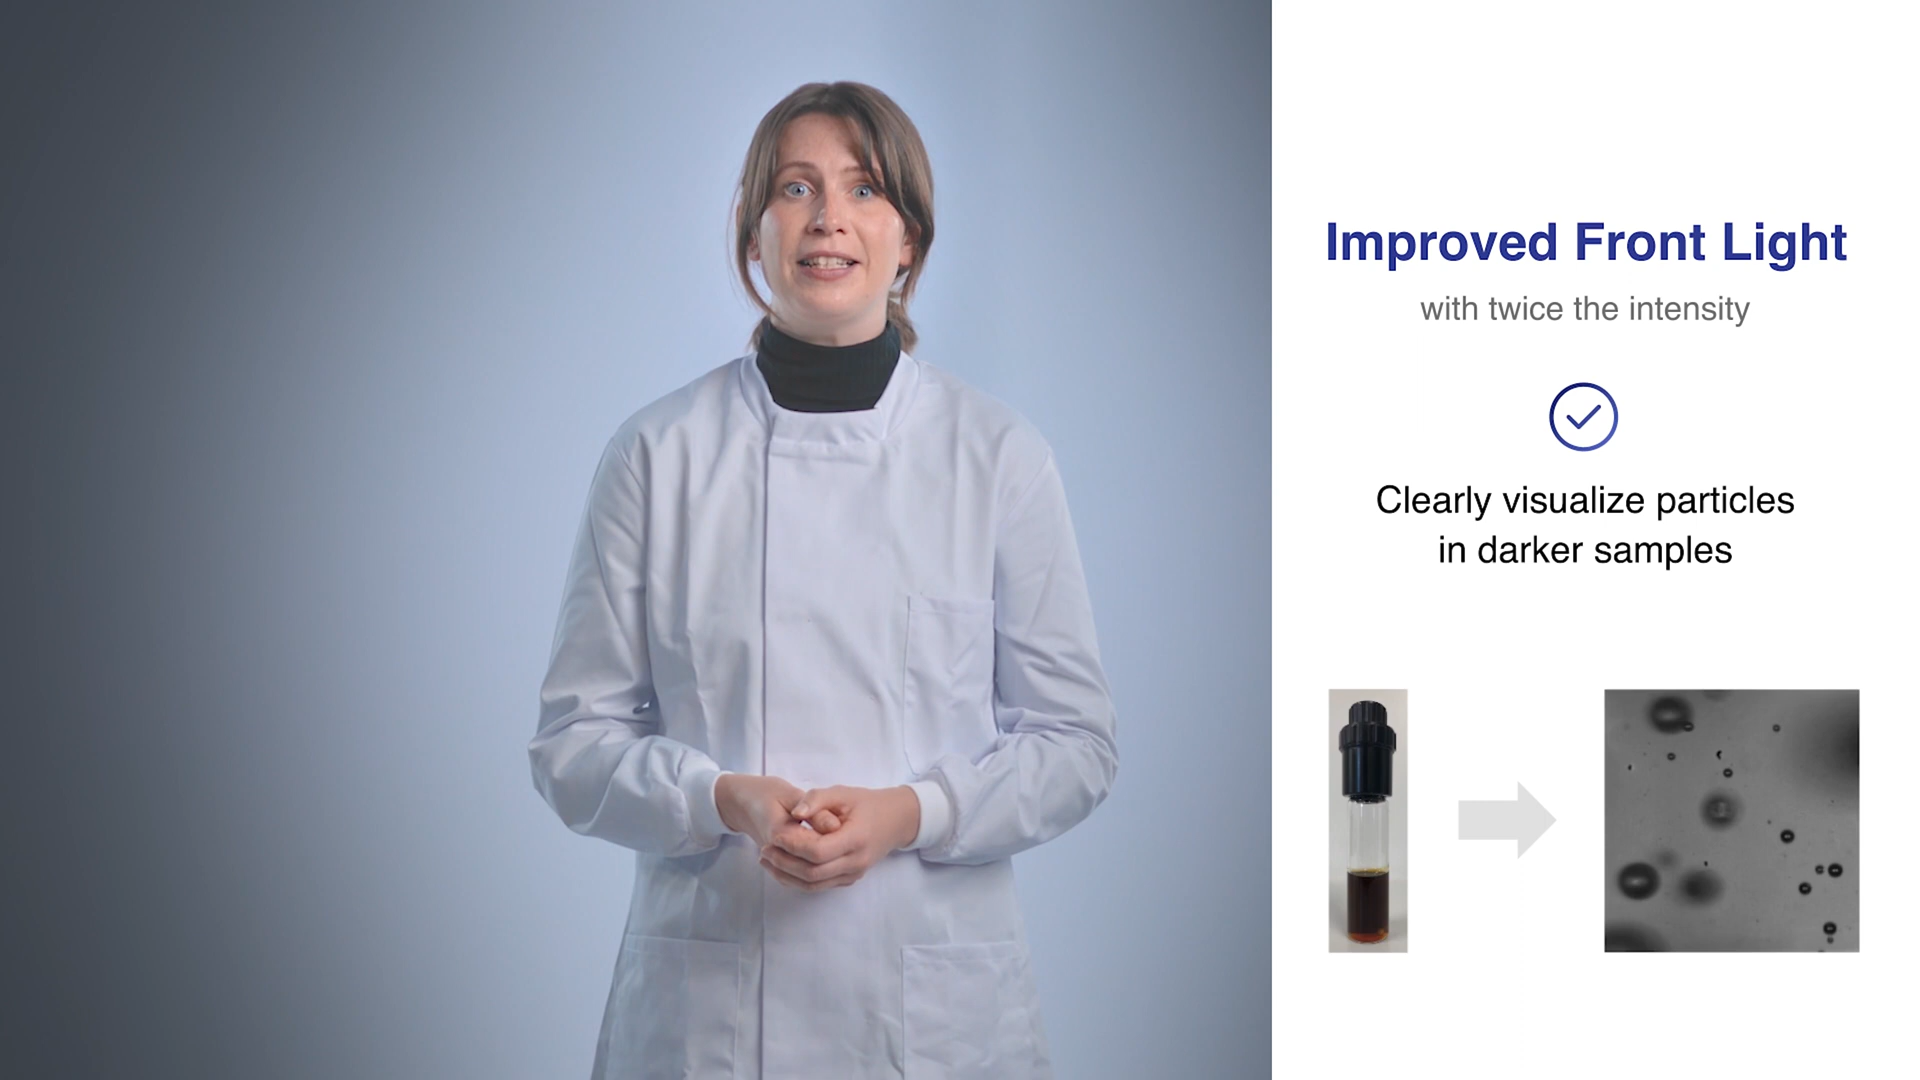 Improved Front Light
with twice the intensity
Clearly visualize particles
in darker samples